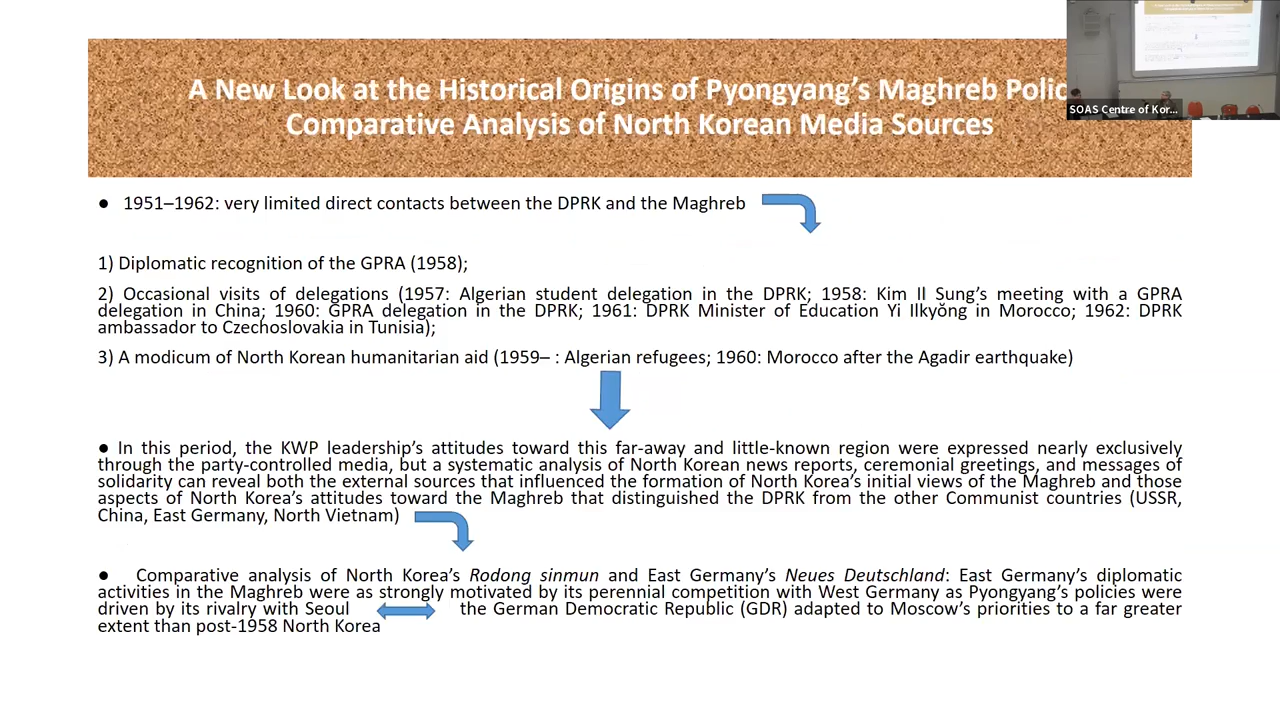 A New Look at the Historical Origins of Pyongyang's Maghreb Polic
Comparative Analysis of North Korean Media Sources
SOAS Centre of Kor...
● 1951–1962: very limited direct contacts between the DPRK and the Maghreb
1) Diplomatic recognition of the GPRA (1958);
2) Occasional visits of delegations (1957: Algerian student delegation in the DPRK; 1958: Kim Il Sung's meeting with a GPRA
delegation in China; 1960: GPRA delegation in the DPRK; 1961: DPRK Minister of Education Yi Ilkyŏng in Morocco; 1962: DPRK
ambassador to Czechoslovakia in Tunisia);
3) A modicum of North Korean humanitarian aid (1959– : Algerian refugees; 1960: Morocco after the Agadir earthquake)
● In this period, the KWP leadership's attitudes toward this far-away and little-known region were expressed nearly exclusively
through the party-controlled media, but a systematic analysis of North Korean news reports, ceremonial greetings, and messages of
solidarity can reveal both the external sources that influenced the formation of North Korea's initial views of the Maghreb and those
aspects of North Korea's attitudes toward the Maghreb that distinguished the DPRK from the other Communist countries (USSR,
China, East Germany, North Vietnam)
● Comparative analysis of North Korea's Rodong sinmun and East Germany's Neues Deutschland: East Germany's diplomatic
activities in the Maghreb were as strongly motivated by its perennial competition with West Germany as Pyongyang's policies were
driven by its rivalry with Seoul the German Democratic Republic (GDR) adapted to Moscow's priorities to a far greater
extent than post-1958 North Korea